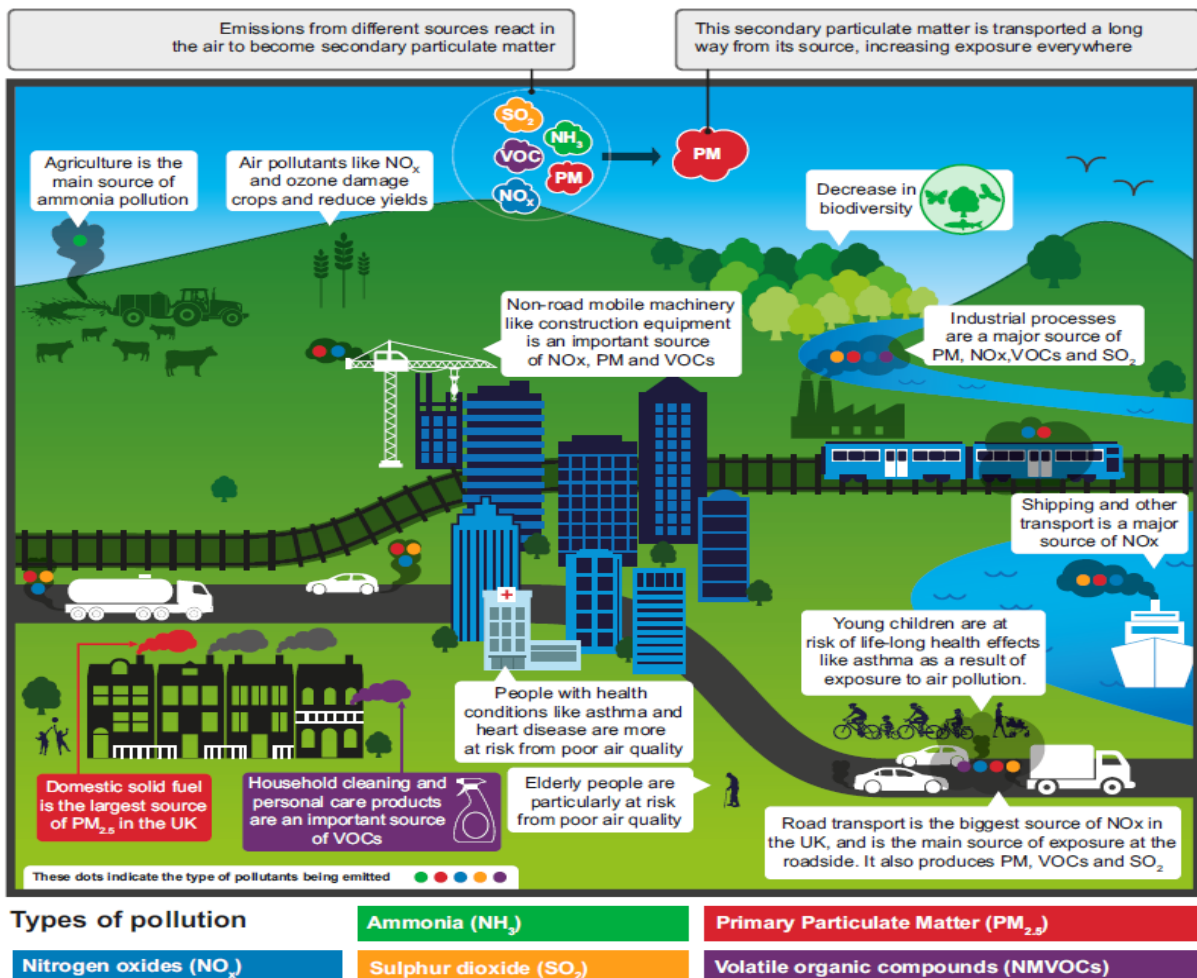 Emissions from different sources react in
the air to become secondary particulate matter
This secondary particulate matter is transported a long
way from its source, increasing exposure everywhere
SO₂
NH₃
VOC
PM
NOₓ
PM
Agriculture is the
main source of
ammonia pollution
Air pollutants like NOₓ
and ozone damage
crops and reduce yields
Decrease in
biodiversity
Non-road mobile machinery
like construction equipment
is an important source
of NOx, PM and VOCs
Industrial processes
are a major source of
PM, NOx,VOCs and SO₂
Shipping and other
transport is a major
source of NOx
Young children are at
risk of life-long health effects
like asthma as a result of
exposure to air pollution.
People with health
conditions like asthma and
heart disease are more
at risk from poor air quality
Domestic solid fuel
is the largest source
of PM₂.₅ in the UK
Household cleaning and
personal care products
are an important source
of VOCs
Elderly people are
particularly at risk
from poor air quality
Road transport is the biggest source of NOx in
the UK, and is the main source of exposure at the
roadside. It also produces PM, VOCs and SO₂
These dots indicate the type of pollutants being emitted
Types of pollution
Ammonia (NH₃)
Primary Particulate Matter (PM₂.₅)
Nitrogen oxides (NOₓ)
Sulphur dioxide (SO₂)
Volatile organic compounds (NMVOCs)